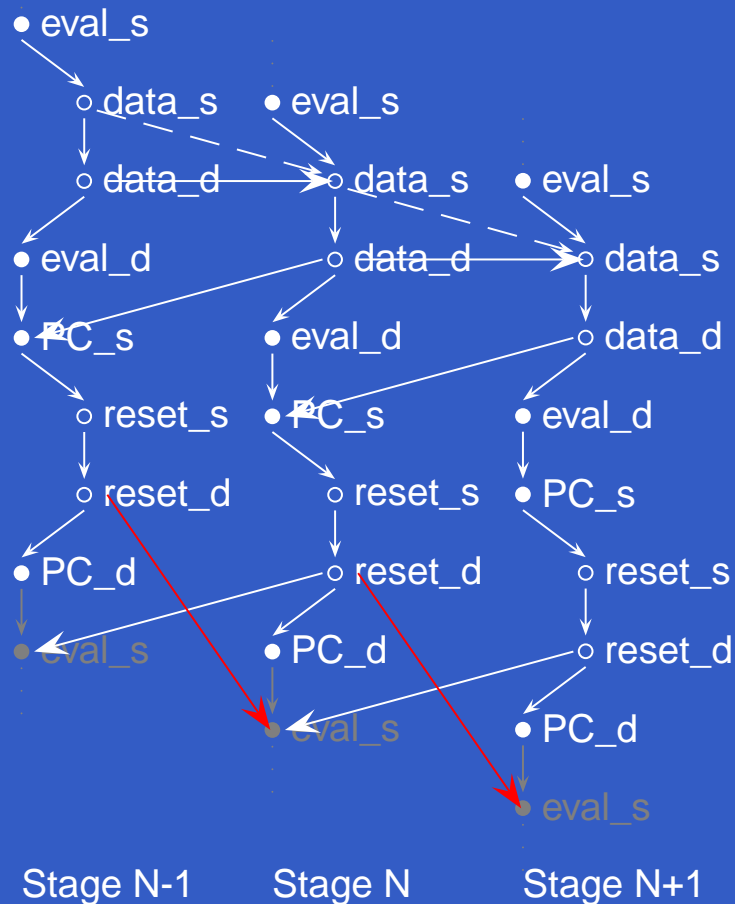 eval_s
data_s eval_s
data_d data_s eval_s
eval_d data_d data_s
PC_s eval_d data_d
reset_s PC_s eval_d
reset_d reset_s PC_s
PC_d reset_d reset_s
eval_s PC_d reset_d
eval_s PC_d
eval_s
Stage N-1 Stage N Stage N+1